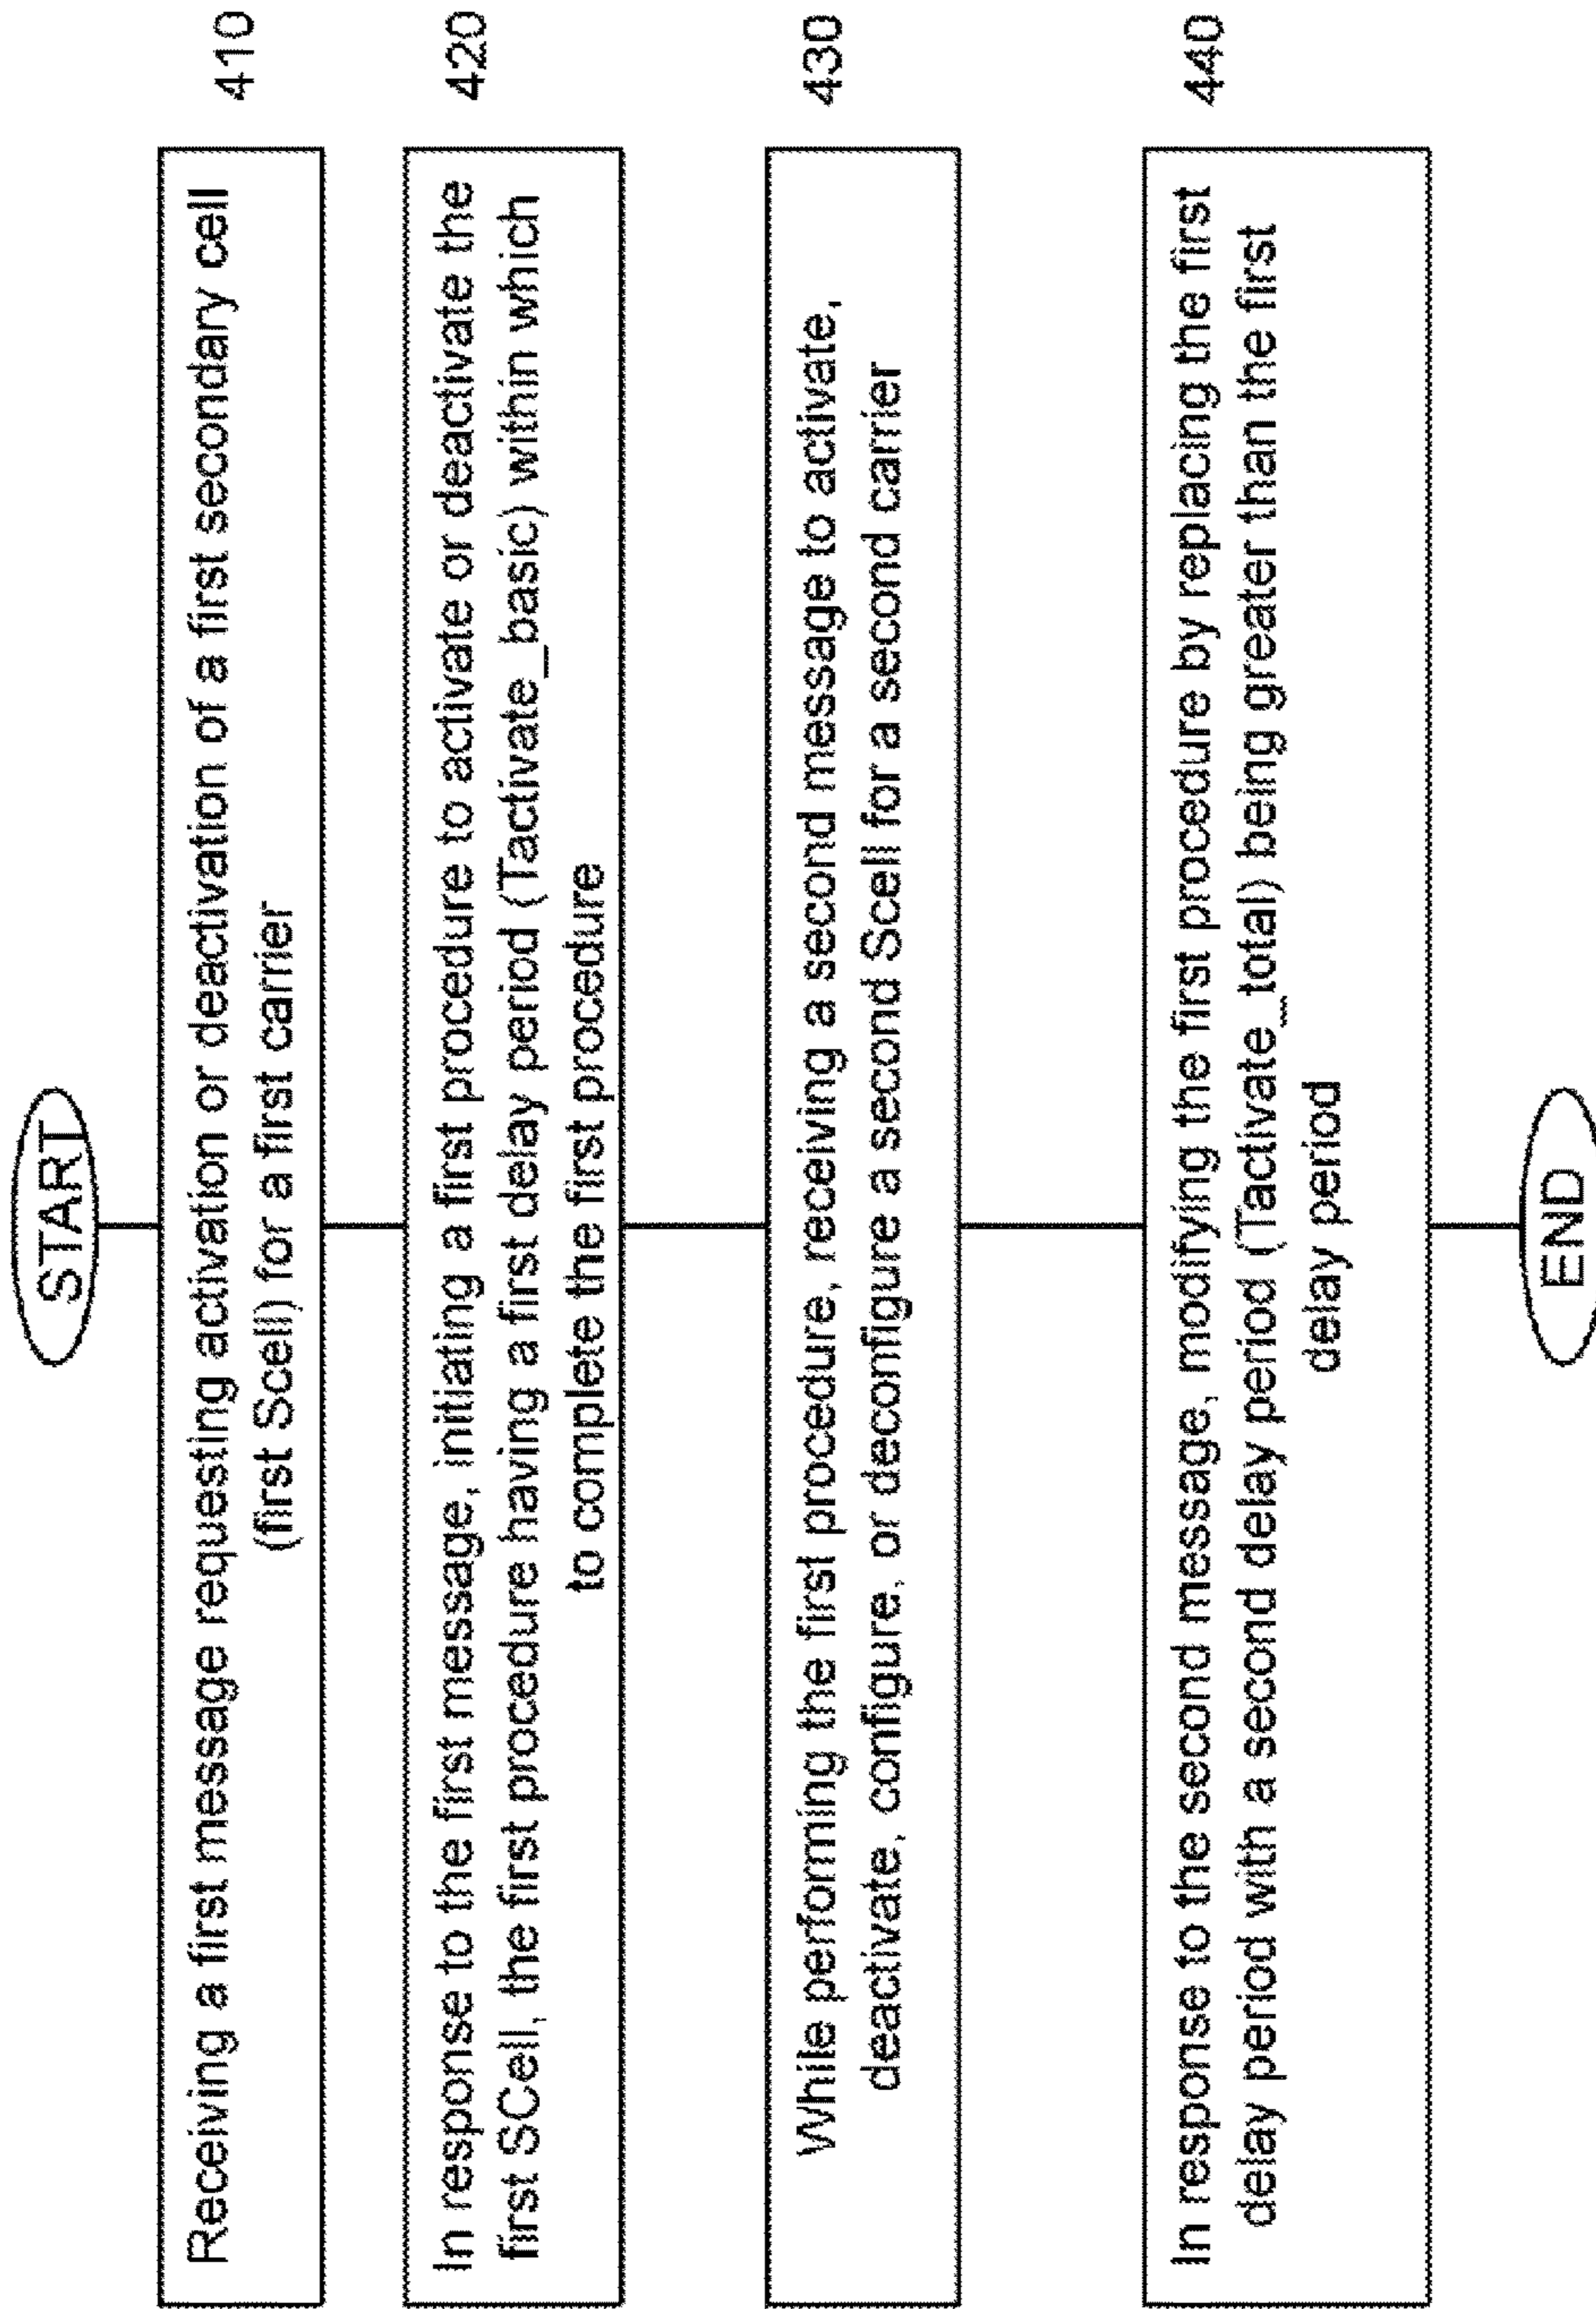 START
Receiving a first message requesting activation or deactivation of a first secondary cell
(first Scell) for a first carrier
410
In response to the first message, initiating a first procedure to activate or deactivate the
first SCell, the first procedure having a first delay period (Tactivate_basic) within which
to complete the first procedure
420
While performing the first procedure, receiving a second message to activate,
deactivate, configure, or deconfigure a second Scell for a second carrier
430
In response to the second message, modifying the first procedure by replacing the first
delay period with a second delay period (Tactivate_total) being greater than the first
delay period
440
END